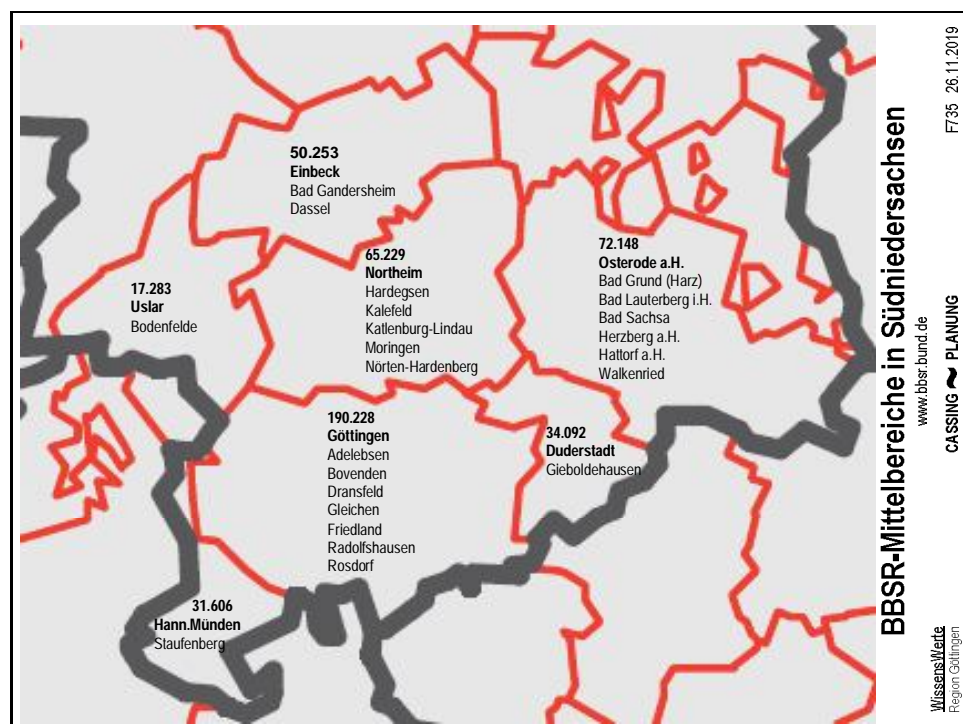 50.253
Einbeck
Bad Gandersheim
Dassel
65.229
Northeim
Hardegsen
Kalefeld
Katlenburg-Lindau
Moringen
Nörten-Hardenberg
72.148
Osterode a.H.
Bad Grund (Harz)
Bad Lauterberg i.H.
Bad Sachsa
Herzberg a.H.
Hattorf a.H.
Walkenried
17.283
Uslar
Bodenfelde
190.228
Göttingen
Adelebsen
Bovenden
Dransfeld
Gleichen
Friedland
Radolfshausen
Rosdorf
34.092
Duderstadt
Gieboldehausen
31.606
Hann.Münden
Staufenberg
BBSR-Mittelbereiche in Südniedersachsen
www.bbsr.bund.de
WissensWerte
Region Göttingen
CASSING ~ PLANUNG
F735 26.11.2019